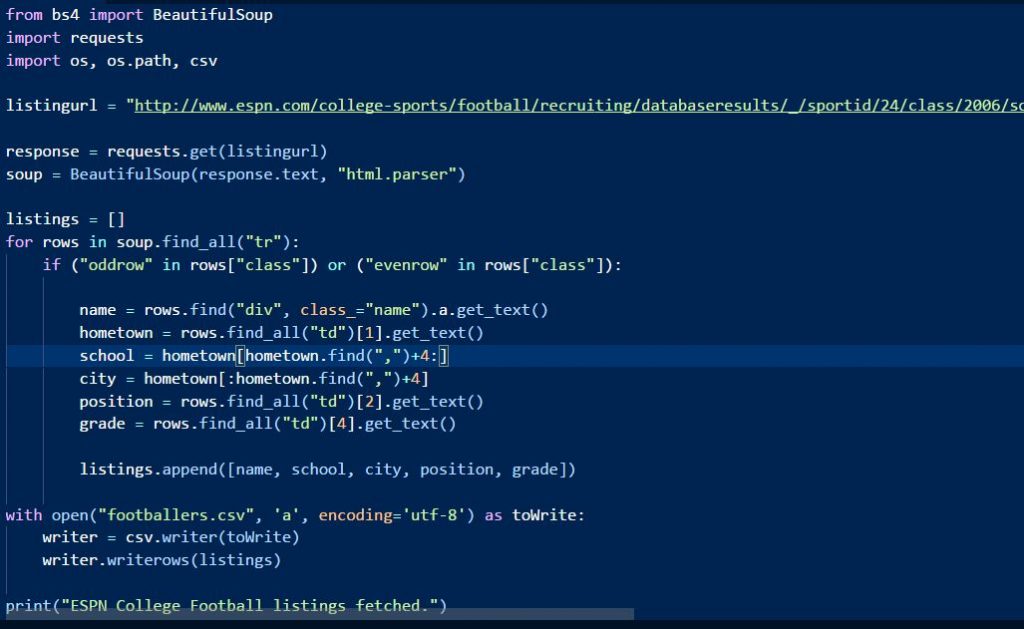 from bs4 import BeautifulSoup
import requests
import os, os.path, csv
listingurl = "http://www.espn.com/college-sports/football/recruiting/databaseresults/_/sportid/24/class/2006/
response = requests.get(listingurl)
soup = BeautifulSoup(response.text, "html.parser")
listings = []
for rows in soup.find_all("tr"):
    if ("oddrow" in rows["class"]) or ("evenrow" in rows["class"]):
        name = rows.find("div", class_="name").a.get_text()
        hometown = rows.find_all("td")[1].get_text()
        school = hometown[hometown.find(",")+4:]
        city = hometown[:hometown.find(",")+4]
        position = rows.find_all("td")[2].get_text()
        grade = rows.find_all("td")[4].get_text()
        listings.append([name, school, city, position, grade])
with open("footballers.csv", 'a', encoding='utf-8') as toWrite:
    writer = csv.writer(toWrite)
    writer.writerows(listings)
print("ESPN College Football listings fetched.")